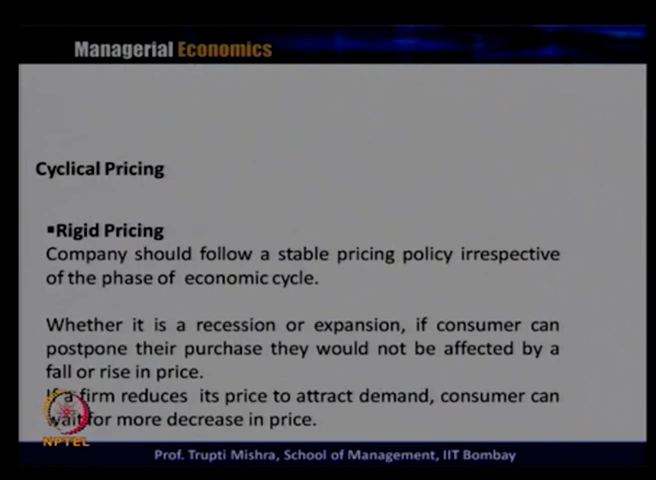 Managerial Economics
Cyclical Pricing
▪Rigid Pricing
Company should follow a stable pricing policy irrespective
of the phase of economic cycle.
Whether it is a recession or expansion, if consumer can
postpone their purchase they would not be affected by a
fall or rise in price.
If a firm reduces its price to attract demand, consumer can
wait for more decrease in price.
NPTEL
Prof. Trupti Mishra, School of Management, IIT Bombay